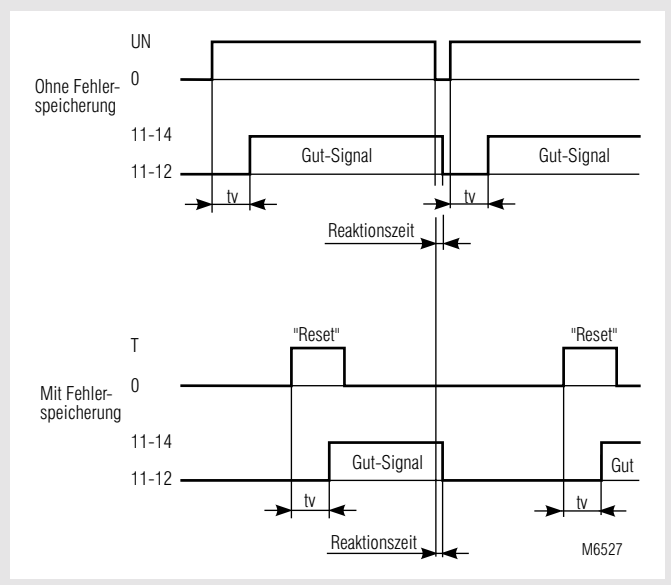 UN
Ohne Fehler-
speicherung
0
11-14
Gut-Signal
Gut-Signal
11-12
tv
tv
Reaktionszeit
"Reset"
"Reset"
T
0
Mit Fehler-
speicherung
11-14
Gut-Signal
Gut
11-12
tv
tv
Reaktionszeit
M6527